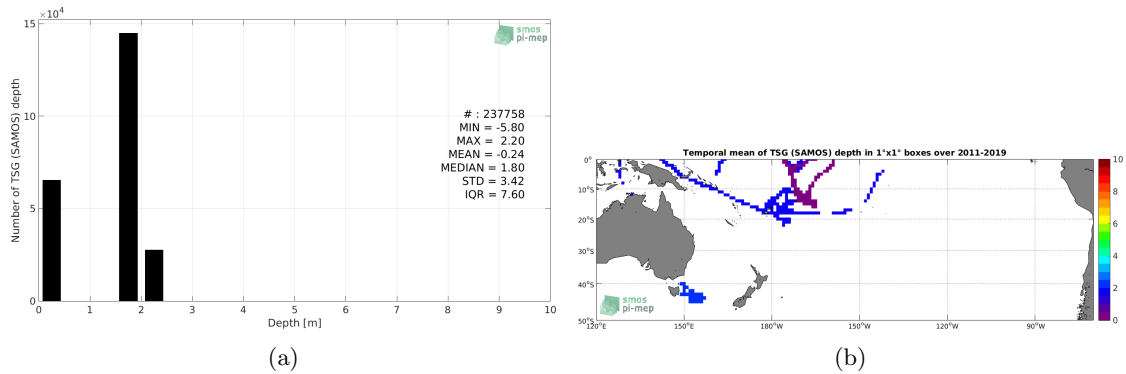 ×10⁴
15
10
5
0
0 1 2 3 4 5 6 7 8 9 10
Number of TSG (SAMOS) depth
Depth [m]
smos
pi-mep
# : 237758
MIN = -5.80
MAX = 2.20
MEAN = -0.24
MEDIAN = 1.80
STD = 3.42
IQR = 7.60
(a)
Temporal mean of TSG (SAMOS) depth in 1°x1° boxes over 2011-2019
0°
10°S
20°S
30°S
40°S
50°S
120°E 150°E 180°W 150°W 120°W 90°W
smos
pi-mep
10
8
6
4
2
0
(b)